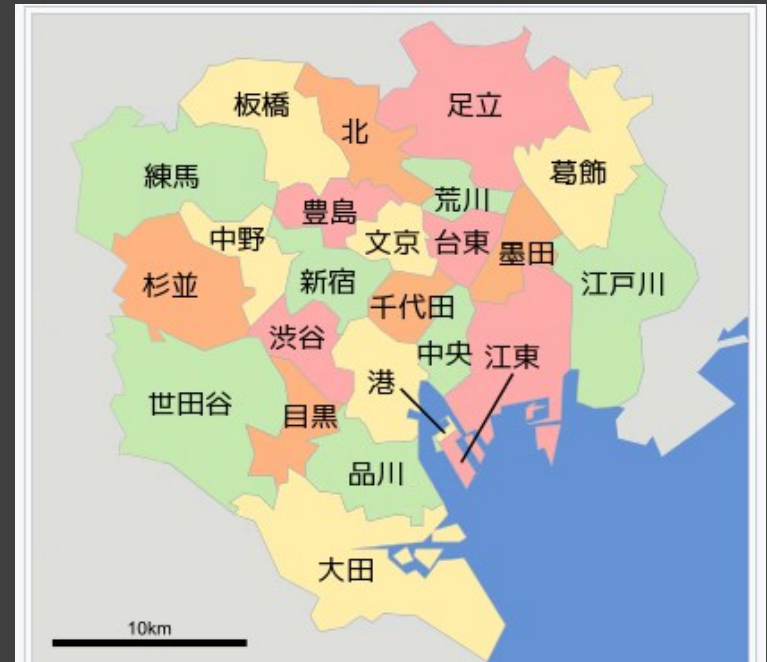 足立
板橋
北
葛飾
練馬
荒川
豊島
中野
文京
台東
墨田
杉並
新宿
江戸川
千代田
渋谷
中央
江東
港
世田谷
目黒
品川
大田
10km